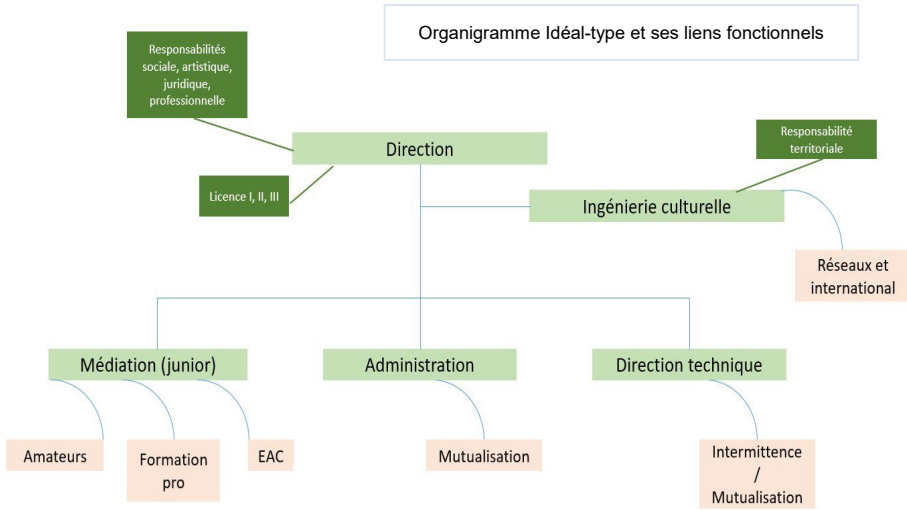 Organigramme Idéal-type et ses liens fonctionnels
Responsabilités
sociale, artistique,
juridique,
professionnelle
Direction
Responsabilité
territoriale
Licence I, II, III
Ingénierie culturelle
Réseaux et
international
Médiation (junior)
Administration
Direction technique
Amateurs
Formation
pro
EAC
Mutualisation
Intermittence
/
Mutualisation